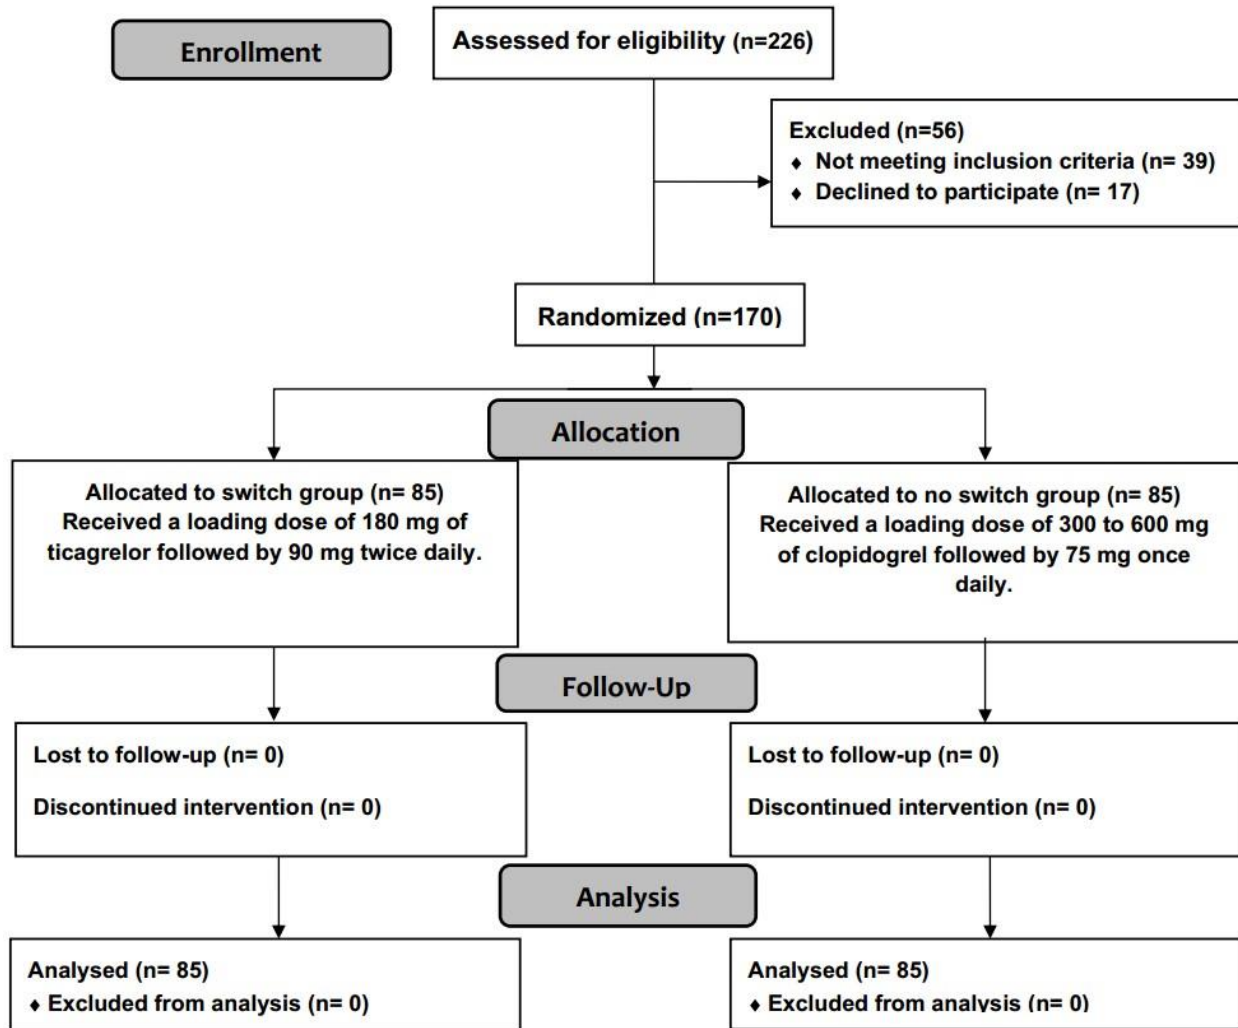 Enrollment
Assessed for eligibility (n=226)
Excluded (n=56)
♦ Not meeting inclusion criteria (n= 39)
♦ Declined to participate (n= 17)
Randomized (n=170)
Allocation
Allocated to switch group (n= 85)
Received a loading dose of 180 mg of
ticagrelor followed by 90 mg twice daily.
Allocated to no switch group (n= 85)
Received a loading dose of 300 to 600 mg
of clopidogrel followed by 75 mg once
daily.
Follow-Up
Lost to follow-up (n= 0)
Discontinued intervention (n= 0)
Lost to follow-up (n= 0)
Discontinued intervention (n= 0)
Analysis
Analysed (n= 85)
♦ Excluded from analysis (n= 0)
Analysed (n= 85)
♦ Excluded from analysis (n= 0)